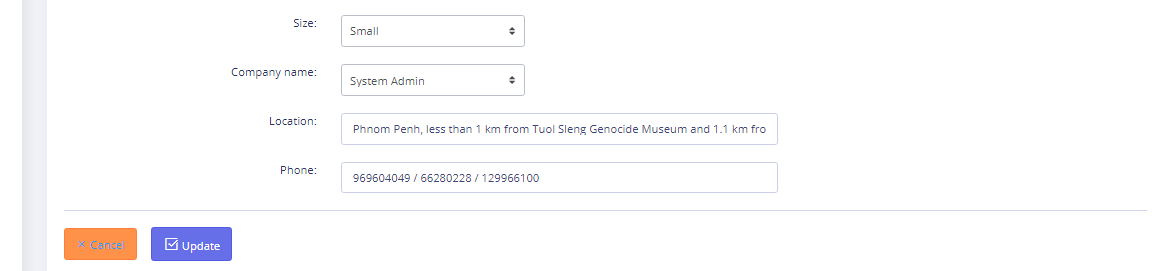 Size:
Small
Company name:
System Admin
Location:
Phnom Penh, less than 1 km from Tuol Sleng Genocide Museum and 1.1 km fro
Phone:
969604049 / 66280228 / 129966100
Cancel
Update